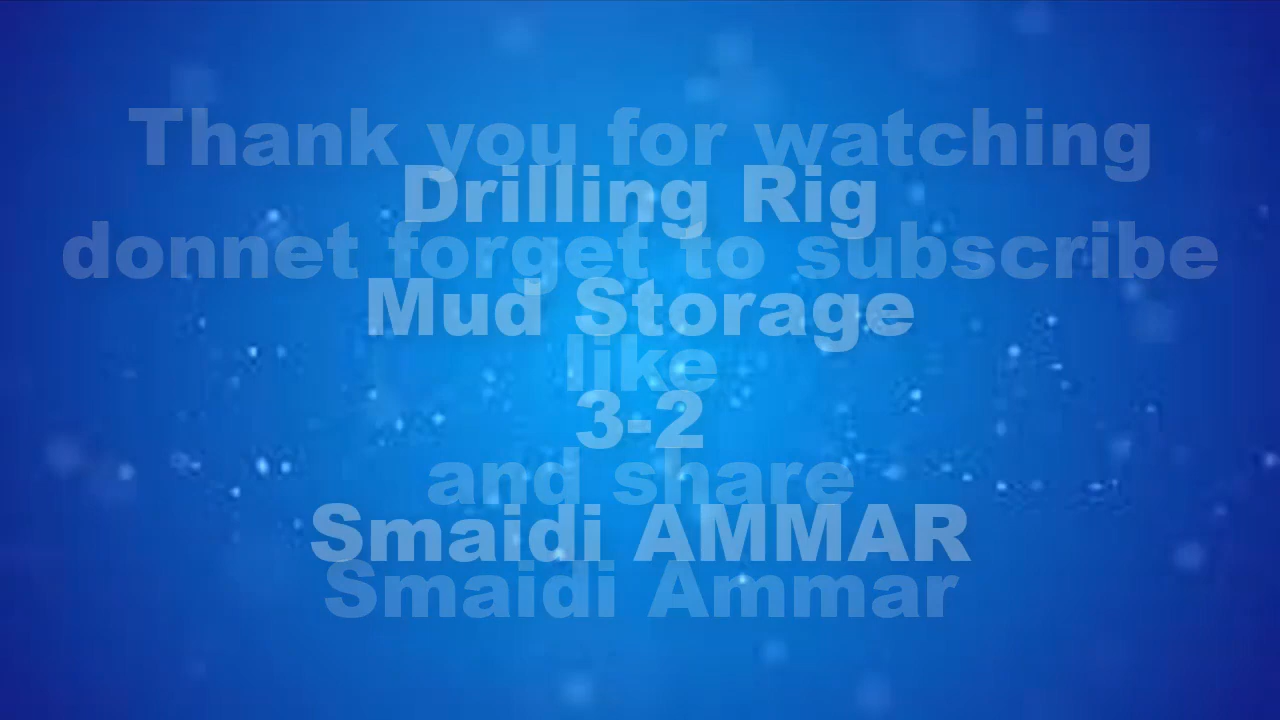 Thank you for watching
Drilling Rig
donnet forget to subscribe
Mud Storage
like
3-2
and share
Smaidi AMMAR
Smaidi Ammar